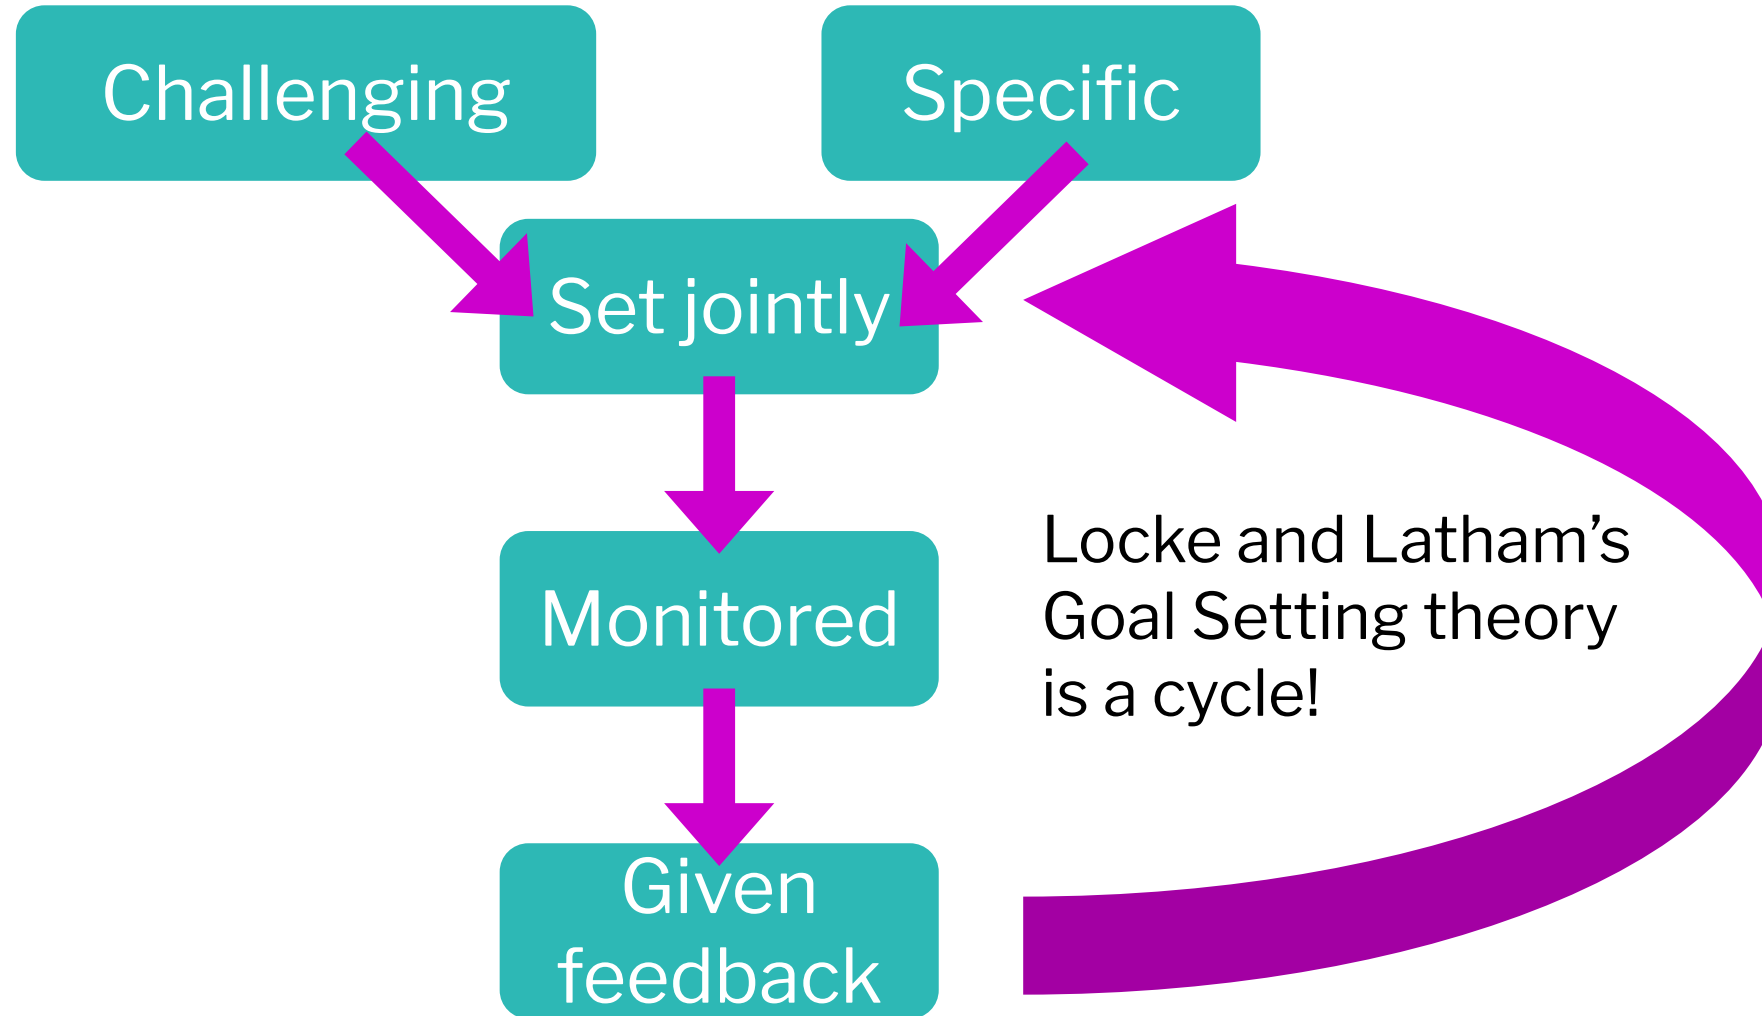 Challenging
Specific
Set jointly
Monitored
Locke and Latham’s
Goal Setting theory
is a cycle!
Given
feedback